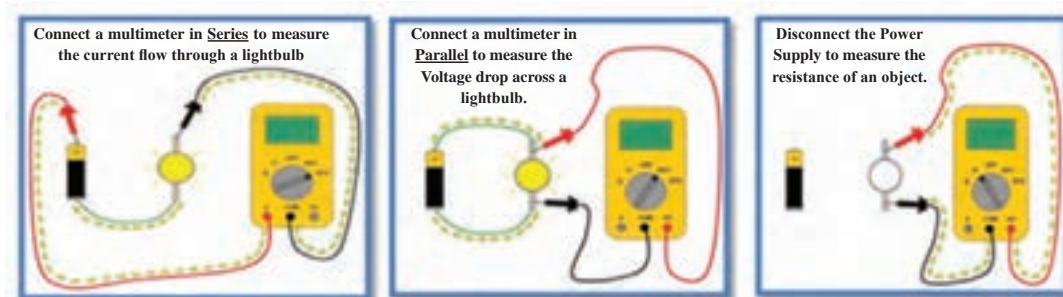 Connect a multimeter in Series to measure
the current flow through a lightbulb
Connect a multimeter in
Parallel to measure the
Voltage drop across a
lightbulb.
Disconnect the Power
Supply to measure the
resistance of an object.